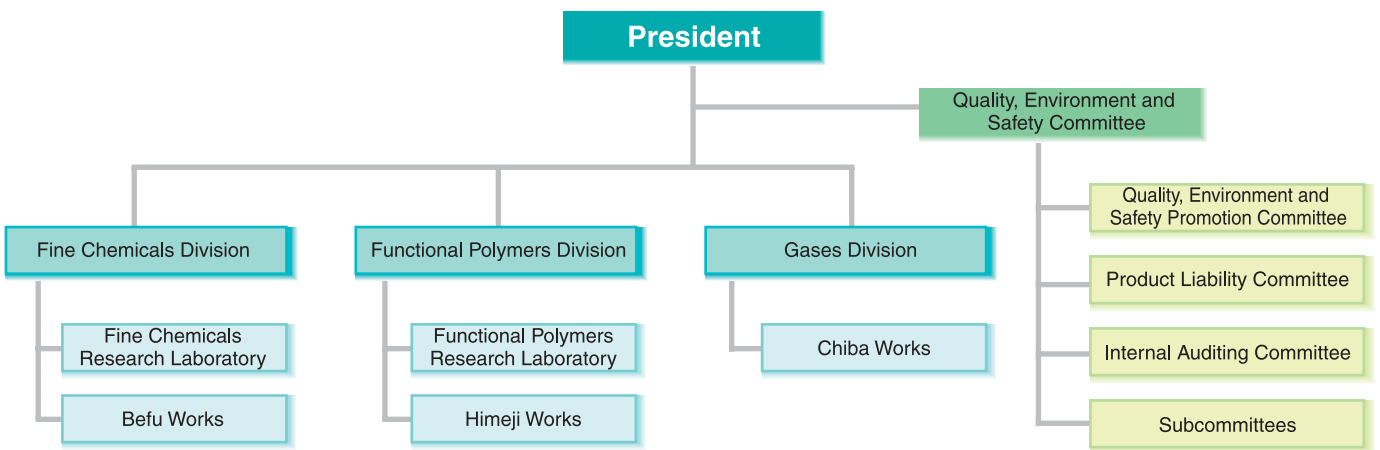 President
Quality, Environment and
Safety Committee
Quality, Environment and
Safety Promotion Committee
Product Liability Committee
Internal Auditing Committee
Subcommittees
Fine Chemicals Division
Fine Chemicals
Research Laboratory
Befu Works
Functional Polymers Division
Functional Polymers
Research Laboratory
Himeji Works
Gases Division
Chiba Works